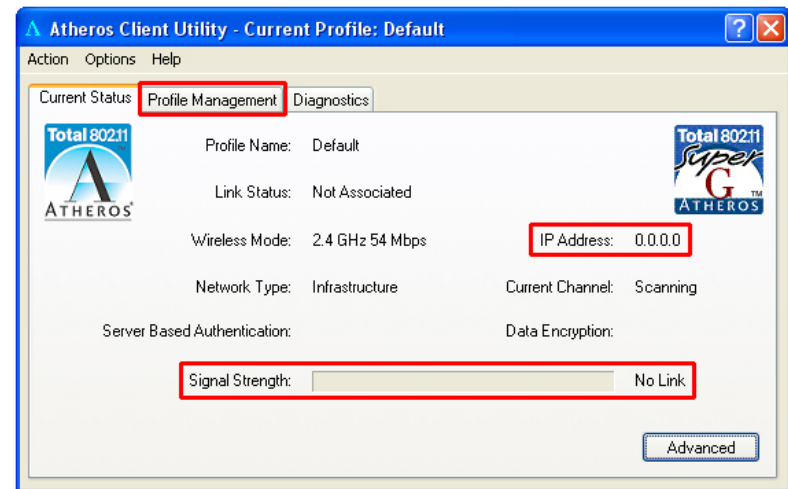 Atheros Client Utility - Current Profile: Default
Action Options Help
Current Status Profile Management Diagnostics
Total 802.11
ATHEROS
Total 802.11
Super
G TM
ATHEROS
Profile Name: Default
Link Status: Not Associated
Wireless Mode: 2.4 GHz 54 Mbps IP Address: 0.0.0.0
Network Type: Infrastructure Current Channel: Scanning
Server Based Authentication: Data Encryption:
Signal Strength: No Link
Advanced